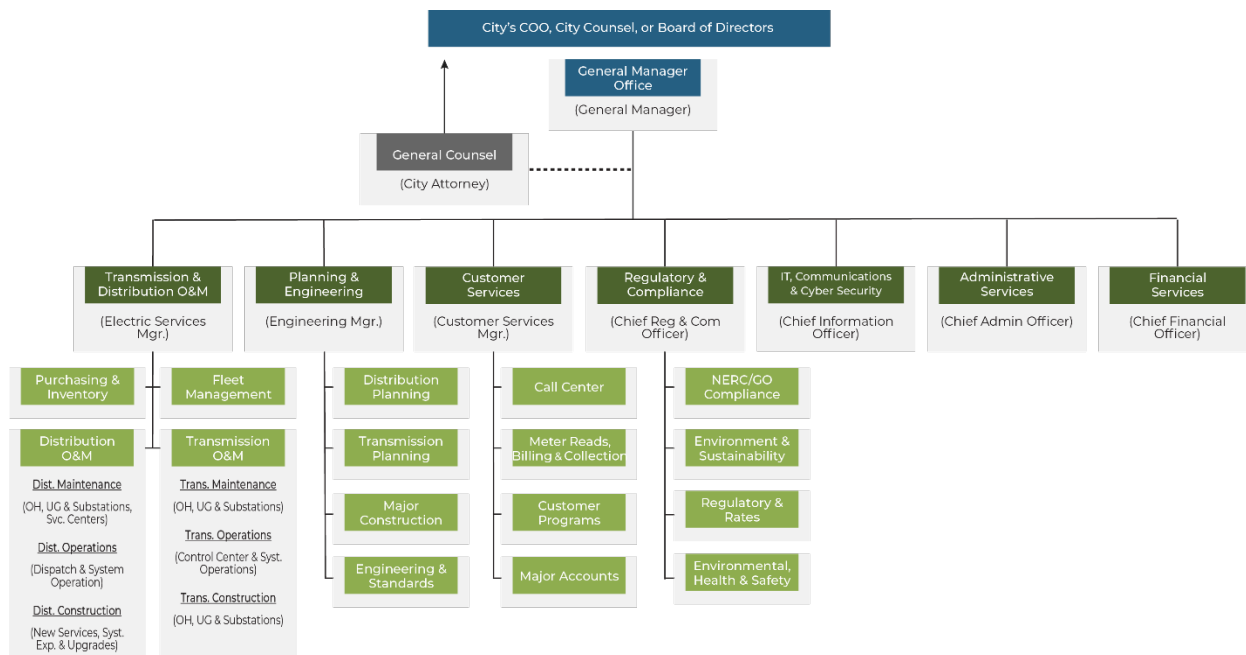 City's COO, City Counsel, or Board of Directors
General Manager
Office
(General Manager)
General Counsel
(City Attorney)
Transmission &
Distribution O&M
(Electric Services
Mgr.)
Planning &
Engineering
(Engineering Mgr.)
Customer
Services
(Customer Services
Mgr.)
Regulatory &
Compliance
(Chief Reg & Com
Officer)
IT, Communications
& Cyber Security
(Chief Information
Officer)
Administrative
Services
(Chief Admin Officer)
Financial
Services
(Chief Financial
Officer)
Purchasing &
Inventory
Fleet
Management
Distribution
O&M
Dist. Maintenance
(OH, UG & Substations,
Svc. Centers)
Dist. Operations
(Dispatch & System
Operation)
Dist. Construction
(New Services, Syst.
Exp. & Upgrades)
Transmission
O&M
Trans. Maintenance
(OH, UG & Substations)
Trans. Operations
(Control Center & Syst.
Operations)
Trans. Construction
(OH, UG & Substations)
Distribution
Planning
Transmission
Planning
Major
Construction
Engineering &
Standards
Call Center
Meter Reads,
Billing & Collection
Customer
Programs
Major Accounts
NERC/GO
Compliance
Environment &
Sustainability
Regulatory &
Rates
Environmental,
Health & Safety